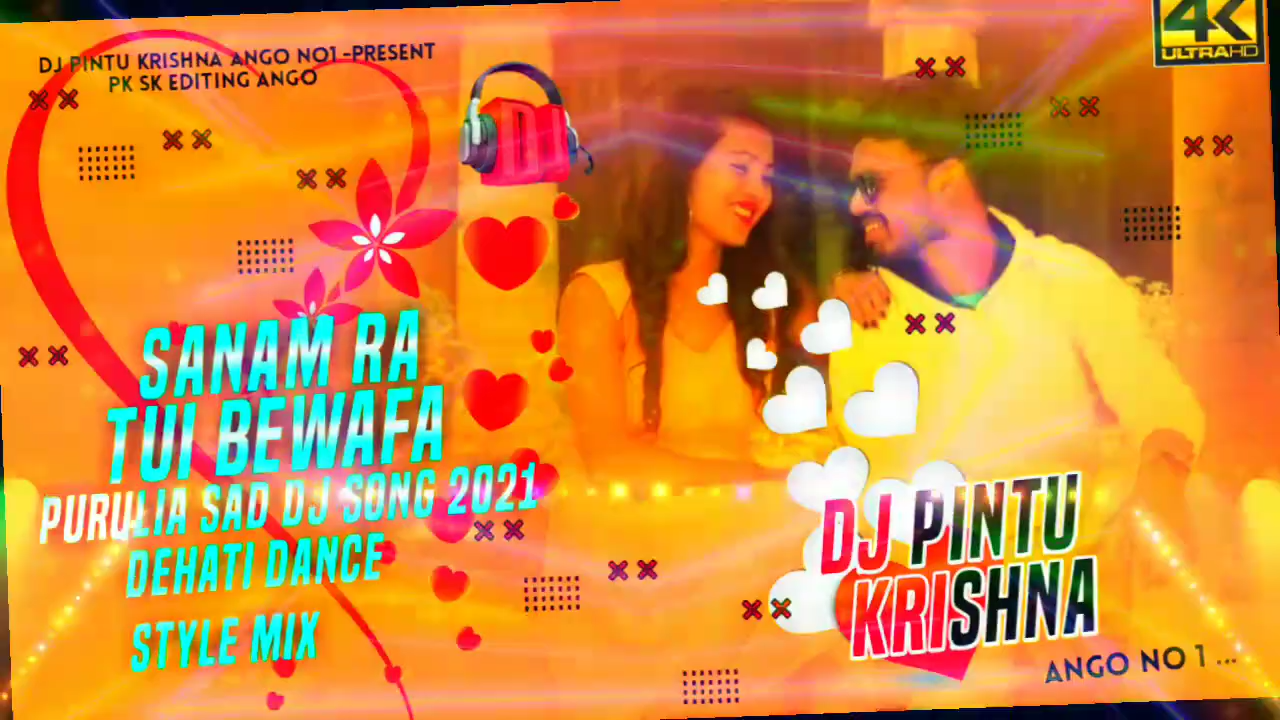 DJ PINTU KRISHNA ANGO NO1 -PRESENT
PK SK EDITING ANGO
4K
ULTRAHD
DJ
SANAM RA
TUI BEWAFA
PURULIA SAD DJ SONG 2021
DEHATI DANCE
STYLE MIX
DJ PINTU
KRISHNA
ANGO NO 1 ...